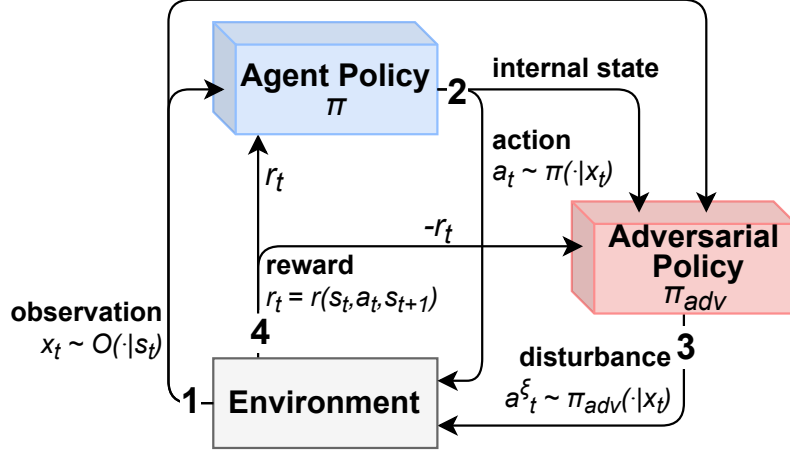 Agent Policy
π
2
internal state
action
a_t ~ π(·|x_t)
r_t
-r_t
Adversarial
Policy
π_adv
reward
r_t = r(s_t,a_t,s_{t+1})
observation
x_t ~ O(·|s_t)
4
3
disturbance
a^ξ_t ~ π_adv(·|x_t)
1
Environment